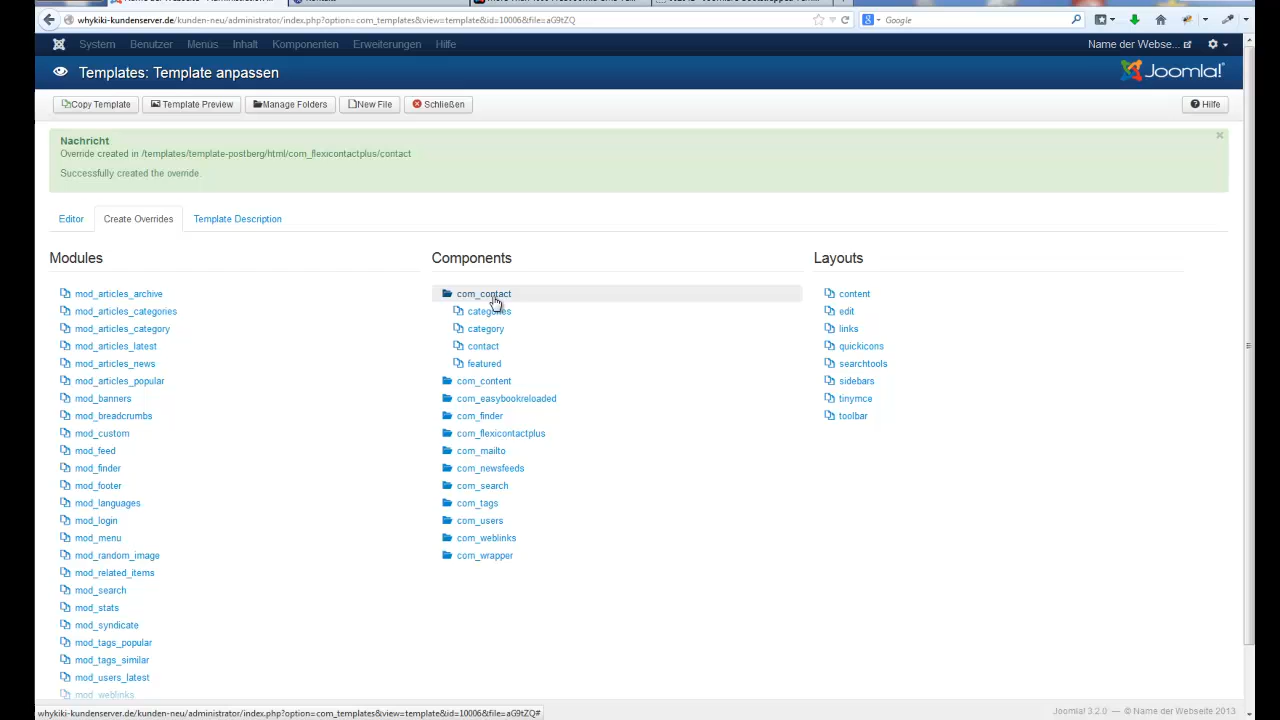 whykiki-kundenserver.de/kunden-neu/administrator/index.php?option=com_templates&view=template&id=10006&file=aG9tZQ
Google
System Benutzer Menüs Inhalt Komponenten Erweiterungen Hilfe
Name der Webse...
Templates: Template anpassen
Joomla!
Copy Template
Template Preview
Manage Folders
New File
Schließen
Hilfe
Nachricht
Override created in /templates/template-postberg/html/com_flexicontactplus/contact
Successfully created the override.
Editor
Create Overrides
Template Description
Modules
mod_articles_archive
mod_articles_categories
mod_articles_category
mod_articles_latest
mod_articles_news
mod_articles_popular
mod_banners
mod_breadcrumbs
mod_custom
mod_feed
mod_finder
mod_footer
mod_languages
mod_login
mod_menu
mod_random_image
mod_related_items
mod_search
mod_stats
mod_syndicate
mod_tags_popular
mod_tags_similar
mod_users_latest
mod_weblinks
Components
com_contact
categories
category
contact
featured
com_content
com_easybookreloaded
com_finder
com_flexicontactplus
com_mailto
com_newsfeeds
com_search
com_tags
com_users
com_weblinks
com_wrapper
Layouts
content
edit
links
quickicons
searchtools
sidebars
tinymce
toolbar
whykiki-kundenserver.de/kunden-neu/administrator/index.php?option=com_templates&view=template&id=10006&file=aG9tZQ#
Joomla! 3.2.0 — © Name der Webseite 2013